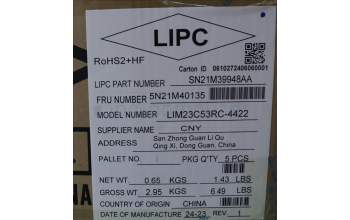 LIPC
RoHS2+HF
Carton ID 0610272406060001
LIPC PART NUMBER SN21M39948AA
FRU NUMBER 5N21M40135
MODEL NUMBER LIM23C53RC-4422
SUPPLIER NAME CNY
San Zhong Guan Li Qu
Qing Xi, Dong Guan, China
PALLET NO. PKG Q'TY 5 PCS
NET WT 0.65 KGS 1.43 LBS
GROSS WT 2.95 KGS 6.49 LBS
COUNTRY OF ORIGIN CHINA
DATE OF MANUFACTURE 24-23 REV 1